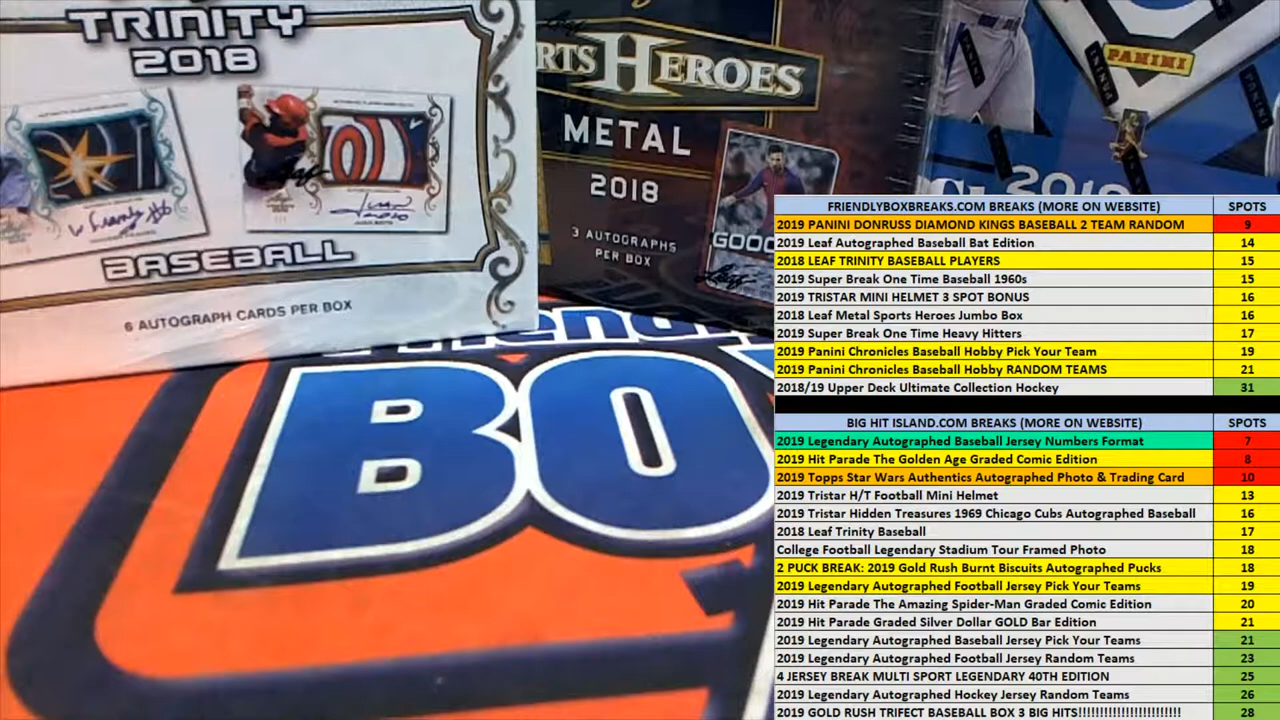 TRINITY
2018
BASEBALL
6 AUTOGRAPH CARDS PER BOX
RTS HEROES
METAL
2018
3 AUTOGRAPHS
PER BOX
GOOD
Leaf
PANINI
2019
BO
FRIENDLYBOXBREAKS.COM BREAKS (MORE ON WEBSITE) SPOTS
2019 PANINI DONRUSS DIAMOND KINGS BASEBALL 2 TEAM RANDOM 9
2019 Leaf Autographed Baseball Bat Edition 14
2018 LEAF TRINITY BASEBALL PLAYERS 15
2019 Super Break One Time Baseball 1960s 15
2019 TRISTAR MINI HELMET 3 SPOT BONUS 16
2018 Leaf Metal Sports Heroes Jumbo Box 16
2019 Super Break One Time Heavy Hitters 17
2019 Panini Chronicles Baseball Hobby Pick Your Team 19
2019 Panini Chronicles Baseball Hobby RANDOM TEAMS 21
2018/19 Upper Deck Ultimate Collection Hockey 31
BIG HIT ISLAND.COM BREAKS (MORE ON WEBSITE) SPOTS
2019 Legendary Autographed Baseball Jersey Numbers Format 7
2019 Hit Parade The Golden Age Graded Comic Edition 8
2019 Topps Star Wars Authentics Autographed Photo & Trading Card 10
2019 Tristar H/T Football Mini Helmet 13
2019 Tristar Hidden Treasures 1969 Chicago Cubs Autographed Baseball 16
2018 Leaf Trinity Baseball 17
College Football Legendary Stadium Tour Framed Photo 18
2 PUCK BREAK: 2019 Gold Rush Burnt Biscuits Autographed Pucks 18
2019 Legendary Autographed Football Jersey Pick Your Teams 19
2019 Hit Parade The Amazing Spider-Man Graded Comic Edition 20
2019 Hit Parade Graded Silver Dollar GOLD Bar Edition 21
2019 Legendary Autographed Baseball Jersey Pick Your Teams 21
2019 Legendary Autographed Football Jersey Random Teams 23
4 JERSEY BREAK MULTI SPORT LEGENDARY 40TH EDITION 25
2019 Legendary Autographed Hockey Jersey Random Teams 26
2019 GOLD RUSH TRIFECT BASEBALL BOX 3 BIG HITS!!!!!!!!!!!!!!!!!!!!!!!! 28